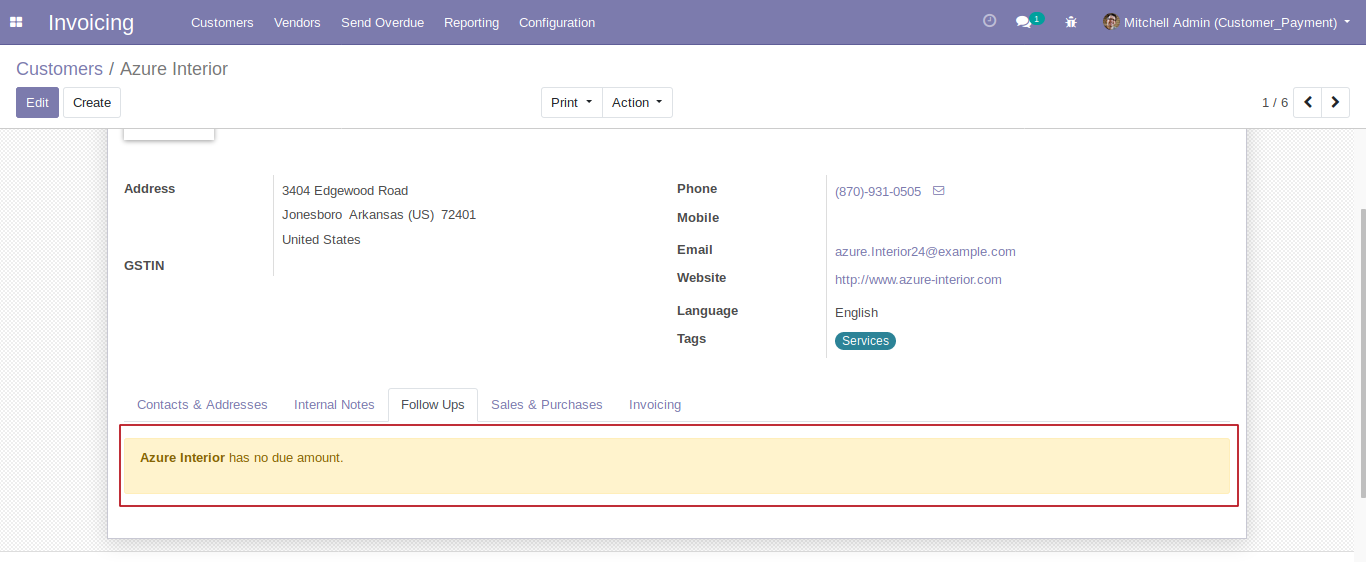 Invoicing Customers Vendors Send Overdue Reporting Configuration 1 Mitchell Admin (Customer_Payment)
Customers / Azure Interior
Edit Create Print Action 1 / 6
Address 3404 Edgewood Road
Jonesboro Arkansas (US) 72401
United States
GSTIN
Phone (870)-931-0505
Mobile
Email azure.Interior24@example.com
Website http://www.azure-interior.com
Language English
Tags Services
Contacts & Addresses Internal Notes Follow Ups Sales & Purchases Invoicing
Azure Interior has no due amount.